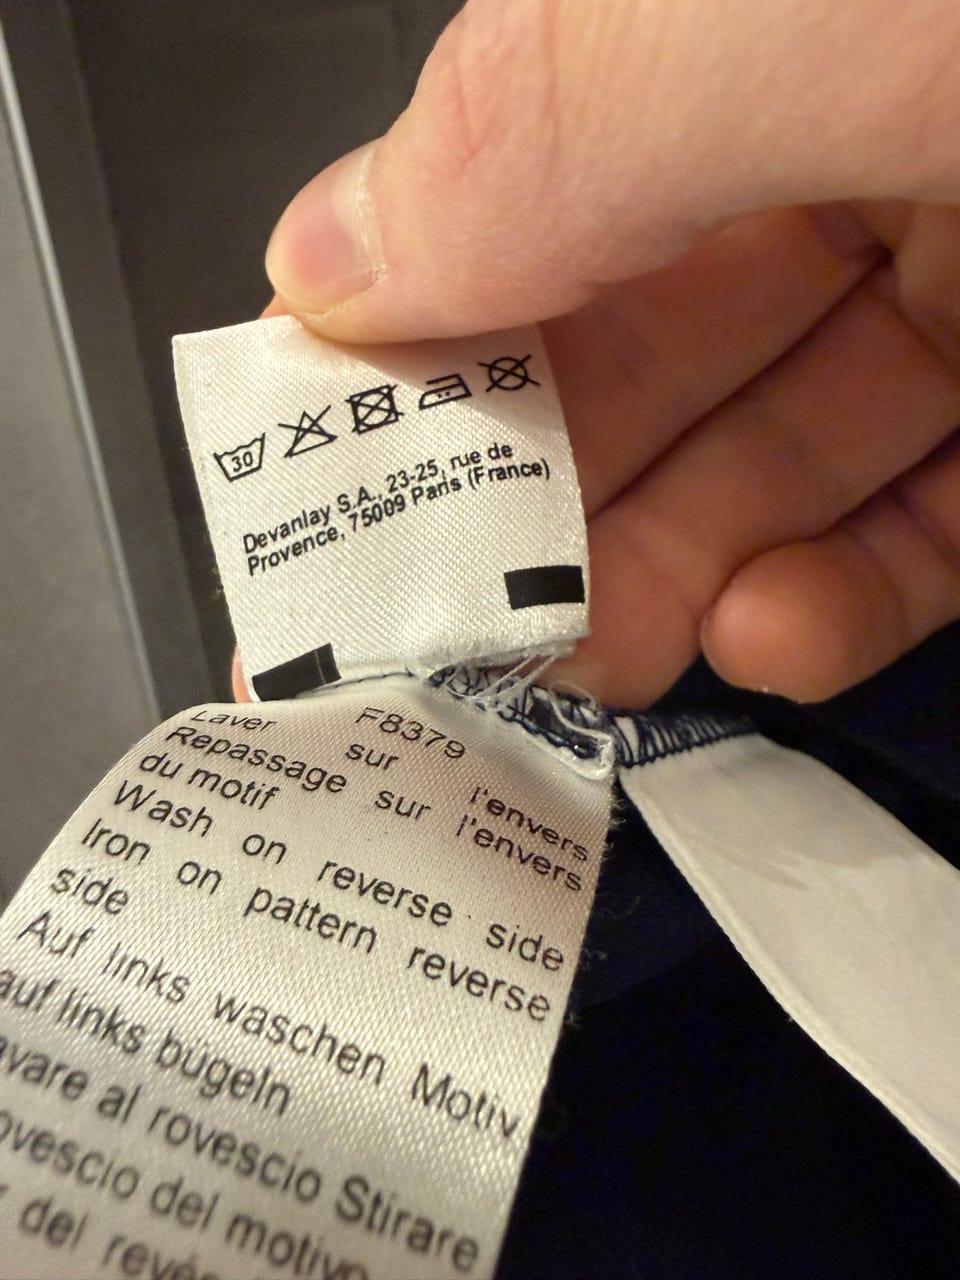 30
Devanlay S.A., 23-25, rue de
Provence, 75009 Paris (France)
F8379
Laver sur l'envers
Repassage sur l'envers
du motif
Wash on reverse side
Iron on pattern reverse
side
Auf links waschen Motiv
auf links bügeln
avare al rovescio Stirare
ovescio del motivo
del